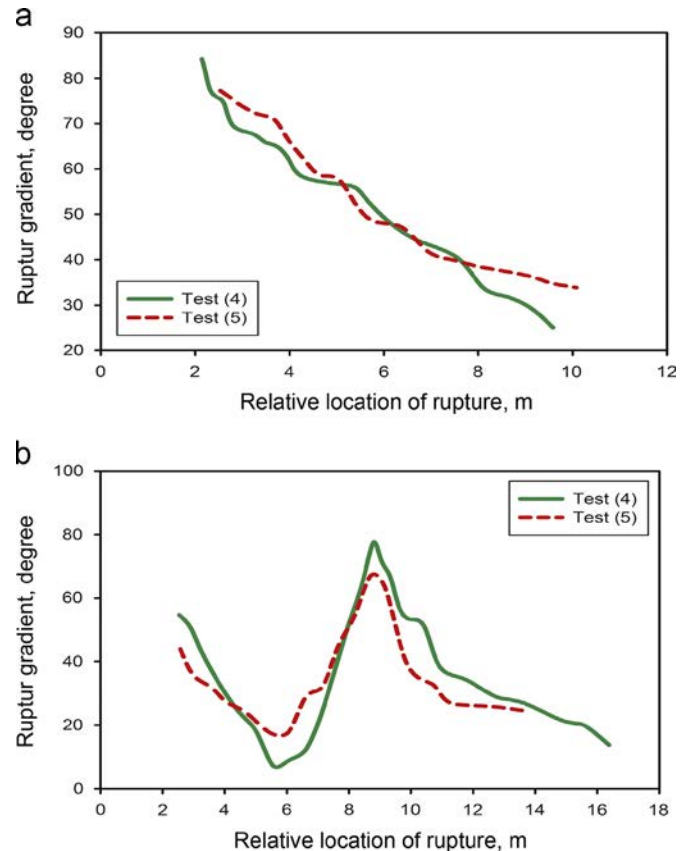 a
90
80
70
60
50
40
30
20
Ruptur gradient, degree
Test (4)
Test (5)
0 2 4 6 8 10 12
Relative location of rupture, m
b
100
80
60
40
20
0
Ruptur gradient, degree
Test (4)
Test (5)
0 2 4 6 8 10 12 14 16 18
Relative location of rupture, m